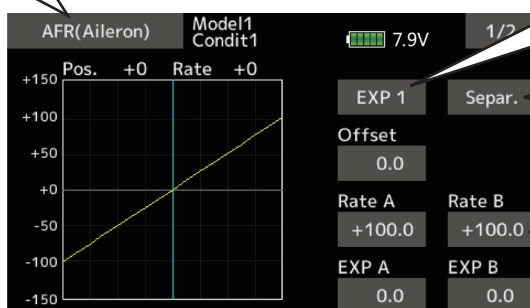 AFR(Aileron)
Model1
Condit1
7.9V
1/2
Pos. +0 Rate +0
+150
+100
+50
+0
-50
-100
-150
EXP 1
Separ.
Offset
0.0
Rate A
Rate B
+100.0
+100.0
EXP A
EXP B
0.0
0.0